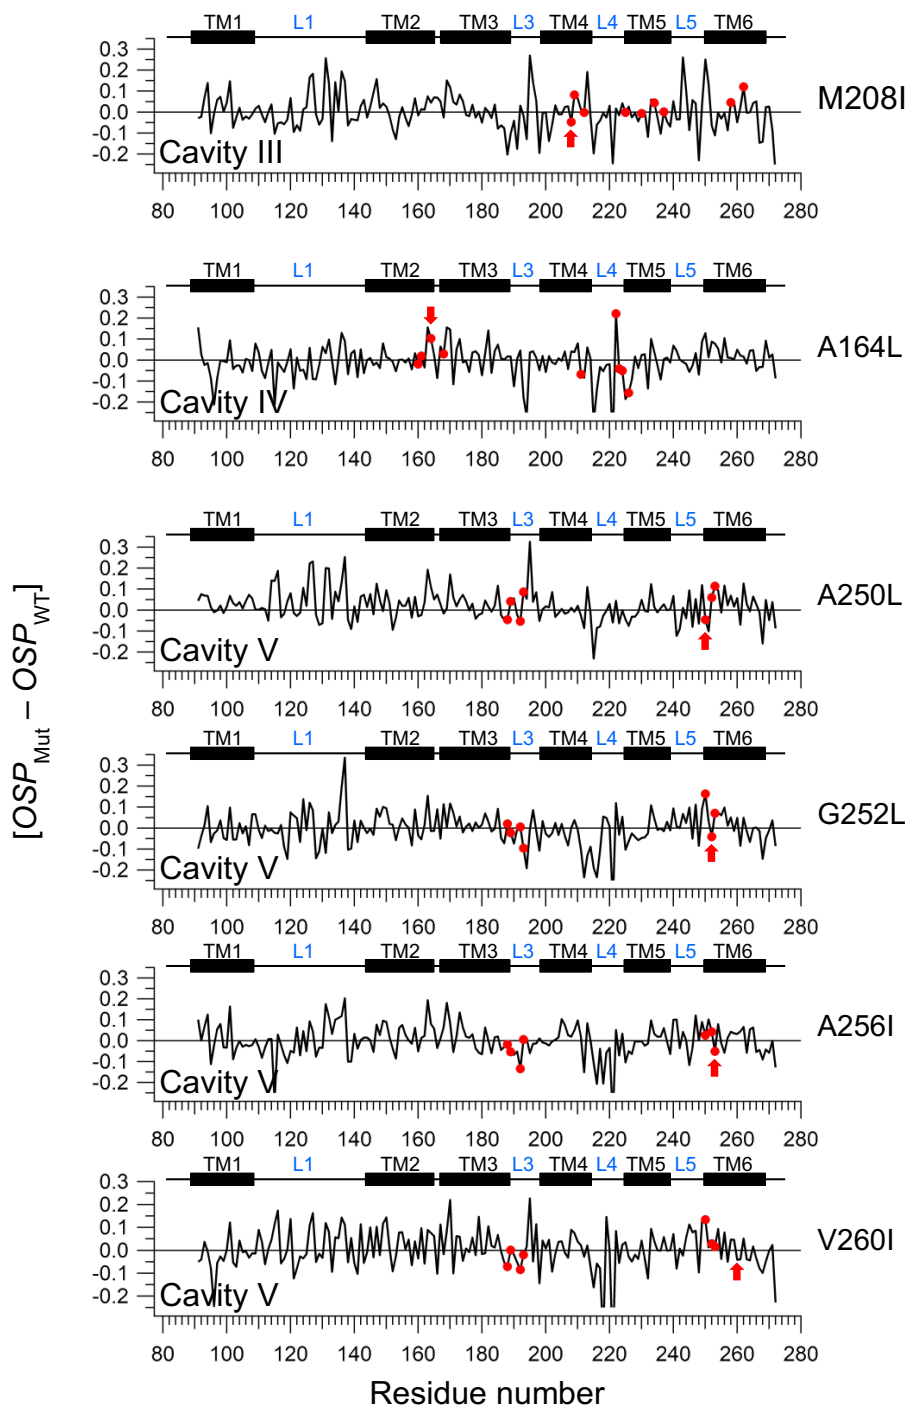 TM1 L1 TM2 TM3 L3 TM4 L4 TM5 L5 TM6
0.3
0.2
0.1
0.0
-0.1
-0.2
M208I
Cavity III
80 100 120 140 160 180 200 220 240 260 280
TM1 L1 TM2 TM3 L3 TM4 L4 TM5 L5 TM6
0.3
0.2
0.1
0.0
-0.1
-0.2
A164L
Cavity IV
80 100 120 140 160 180 200 220 240 260 280
TM1 L1 TM2 TM3 L3 TM4 L4 TM5 L5 TM6
0.3
0.2
0.1
0.0
-0.1
-0.2
A250L
Cavity V
80 100 120 140 160 180 200 220 240 260 280
[OSPMut – OSPWT]
TM1 L1 TM2 TM3 L3 TM4 L4 TM5 L5 TM6
0.3
0.2
0.1
0.0
-0.1
-0.2
G252L
Cavity V
80 100 120 140 160 180 200 220 240 260 280
TM1 L1 TM2 TM3 L3 TM4 L4 TM5 L5 TM6
0.3
0.2
0.1
0.0
-0.1
-0.2
A256I
Cavity V
80 100 120 140 160 180 200 220 240 260 280
TM1 L1 TM2 TM3 L3 TM4 L4 TM5 L5 TM6
0.3
0.2
0.1
0.0
-0.1
-0.2
V260I
Cavity V
80 100 120 140 160 180 200 220 240 260 280
Residue number